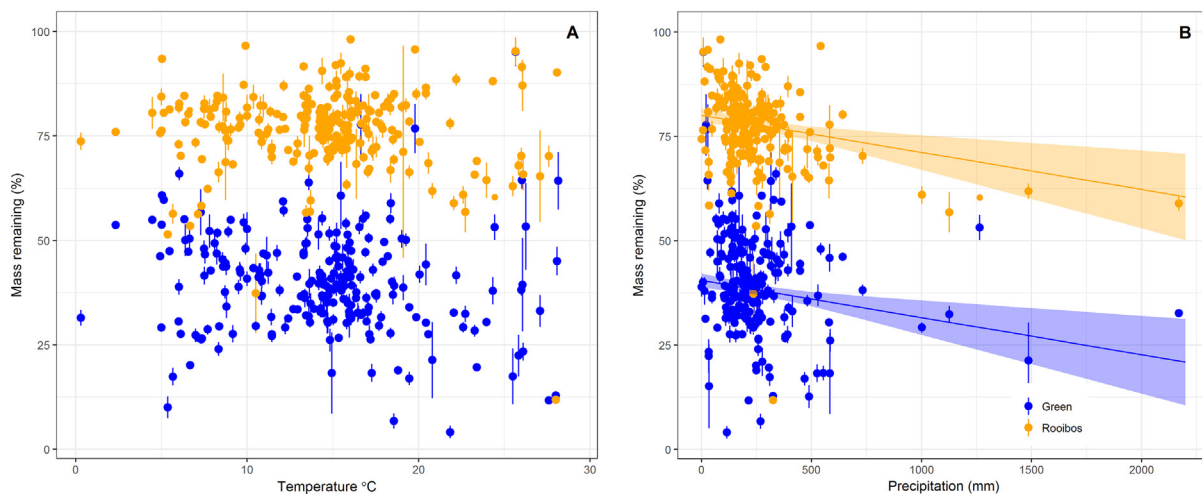 A
Mass remaining (%)
100
75
50
25
0
0 10 20 30
Temperature °C
B
Mass remaining (%)
100
75
50
25
0
Green
Rooibos
0 500 1000 1500 2000
Precipitation (mm)